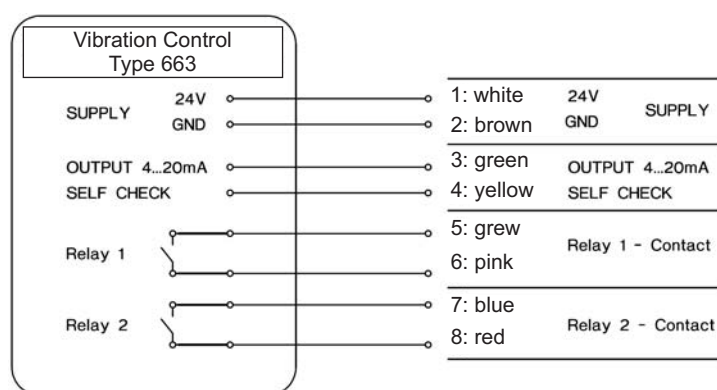 Vibration Control
Type 663
SUPPLY
24V
GND
OUTPUT 4...20mA
SELF CHECK
Relay 1
Relay 2
1: white
2: brown
3: green
4: yellow
5: grew
6: pink
7: blue
8: red
24V
GND
SUPPLY
OUTPUT 4...20mA
SELF CHECK
Relay 1 - Contact
Relay 2 - Contact